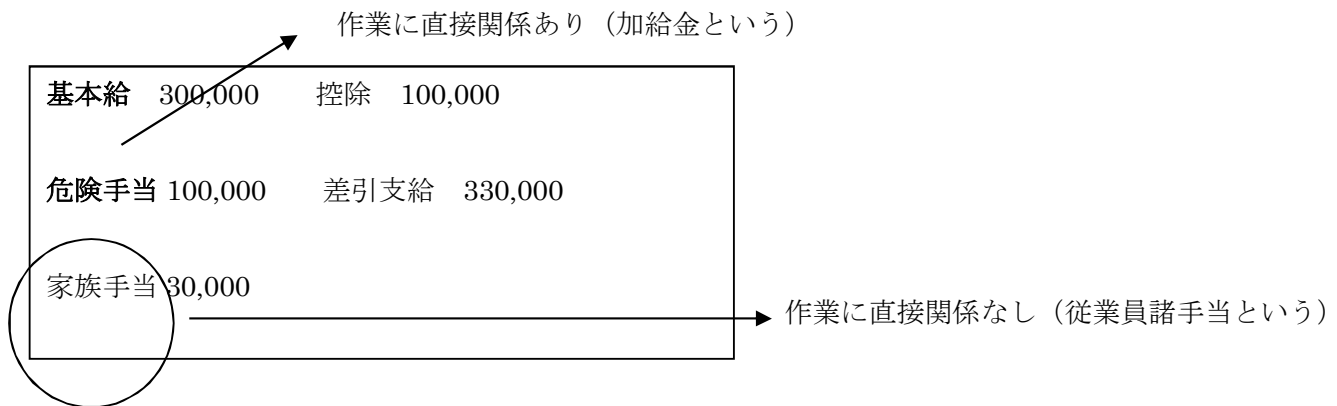 作業に直接関係あり（加給金という）
基本給　300,000　　控除　100,000
危険手当 100,000　　差引支給　330,000
家族手当 30,000
作業に直接関係なし（従業員諸手当という）